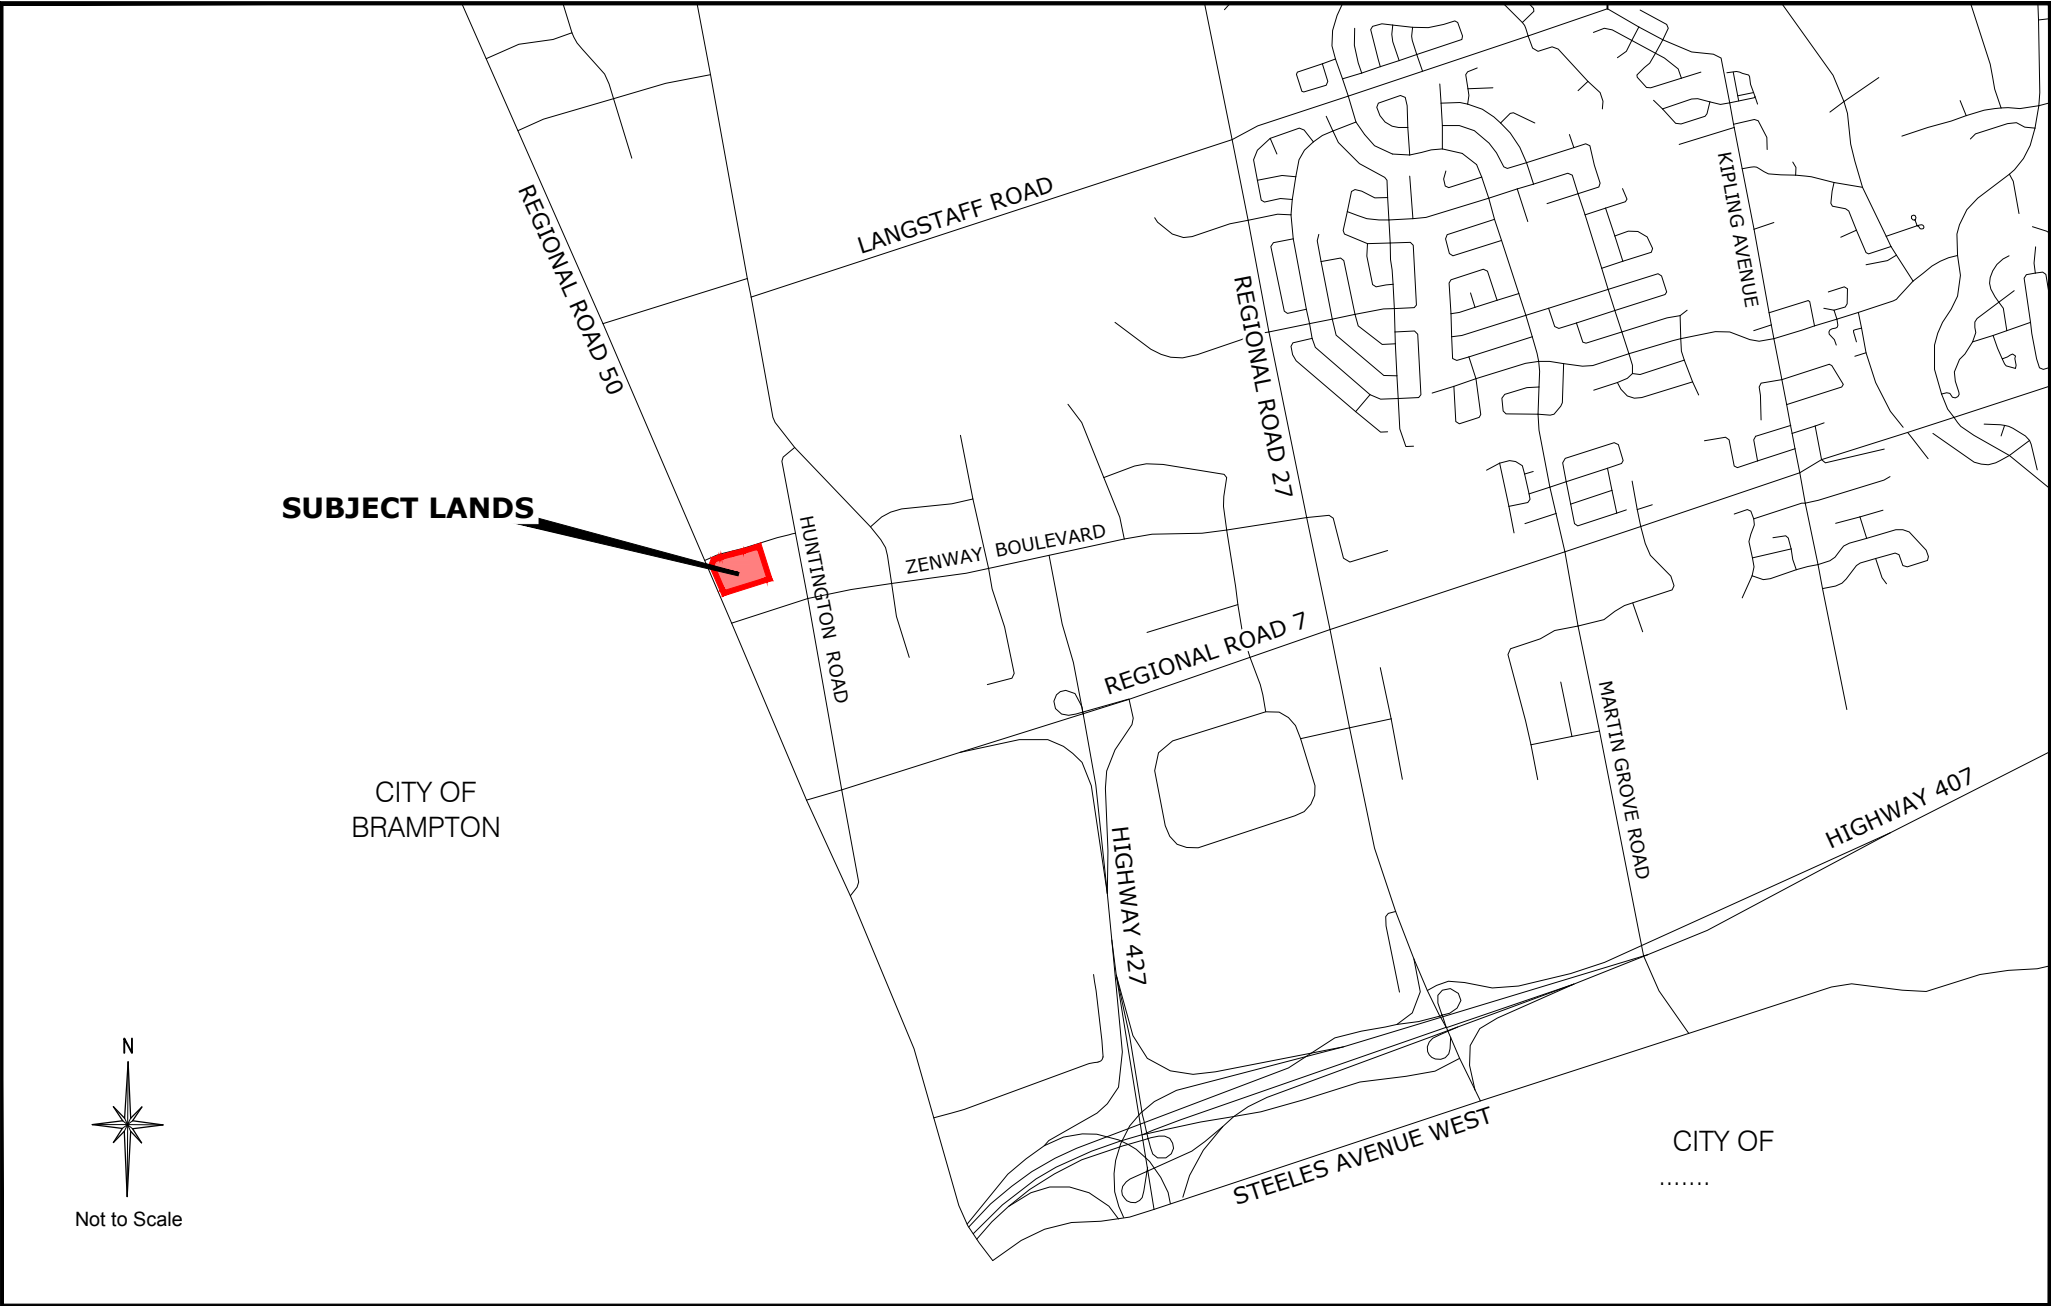 LANGSTAFF ROAD
KIPLING AVENUE
REGIONAL ROAD 50
REGIONAL ROAD 27
SUBJECT LANDS
HUNTINGTON ROAD
ZENWAY BOULEVARD
REGIONAL ROAD 7
MARTIN GROVE ROAD
CITY OF
BRAMPTON
HIGHWAY 407
HIGHWAY 427
N
Not to Scale
STEELES AVENUE WEST
CITY OF
.......